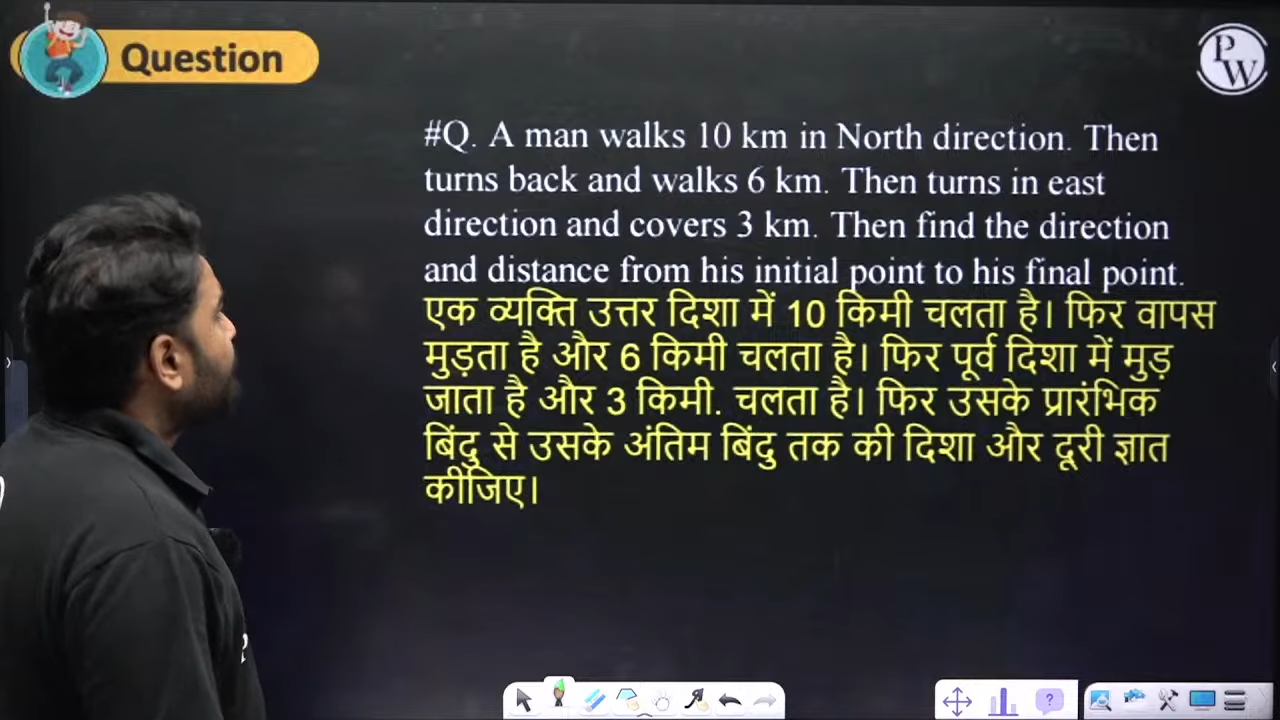 Question
PW
#Q. A man walks 10 km in North direction. Then
turns back and walks 6 km. Then turns in east
direction and covers 3 km. Then find the direction
and distance from his initial point to his final point.
एक व्यक्ति उत्तर दिशा में 10 किमी चलता है। फिर वापस
मुड़ता है और 6 किमी चलता है। फिर पूर्व दिशा में मुड़
जाता है और 3 किमी. चलता है। फिर उसके प्रारंभिक
बिंदु से उसके अंतिम बिंदु तक की दिशा और दूरी ज्ञात
कीजिए।